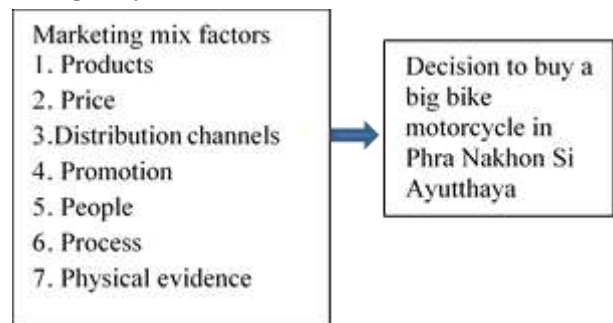 Marketing mix factors
1. Products
2. Price
3.Distribution channels
4. Promotion
5. People
6. Process
7. Physical evidence
Decision to buy a
big bike
motorcycle in
Phra Nakhon Si
Ayutthaya